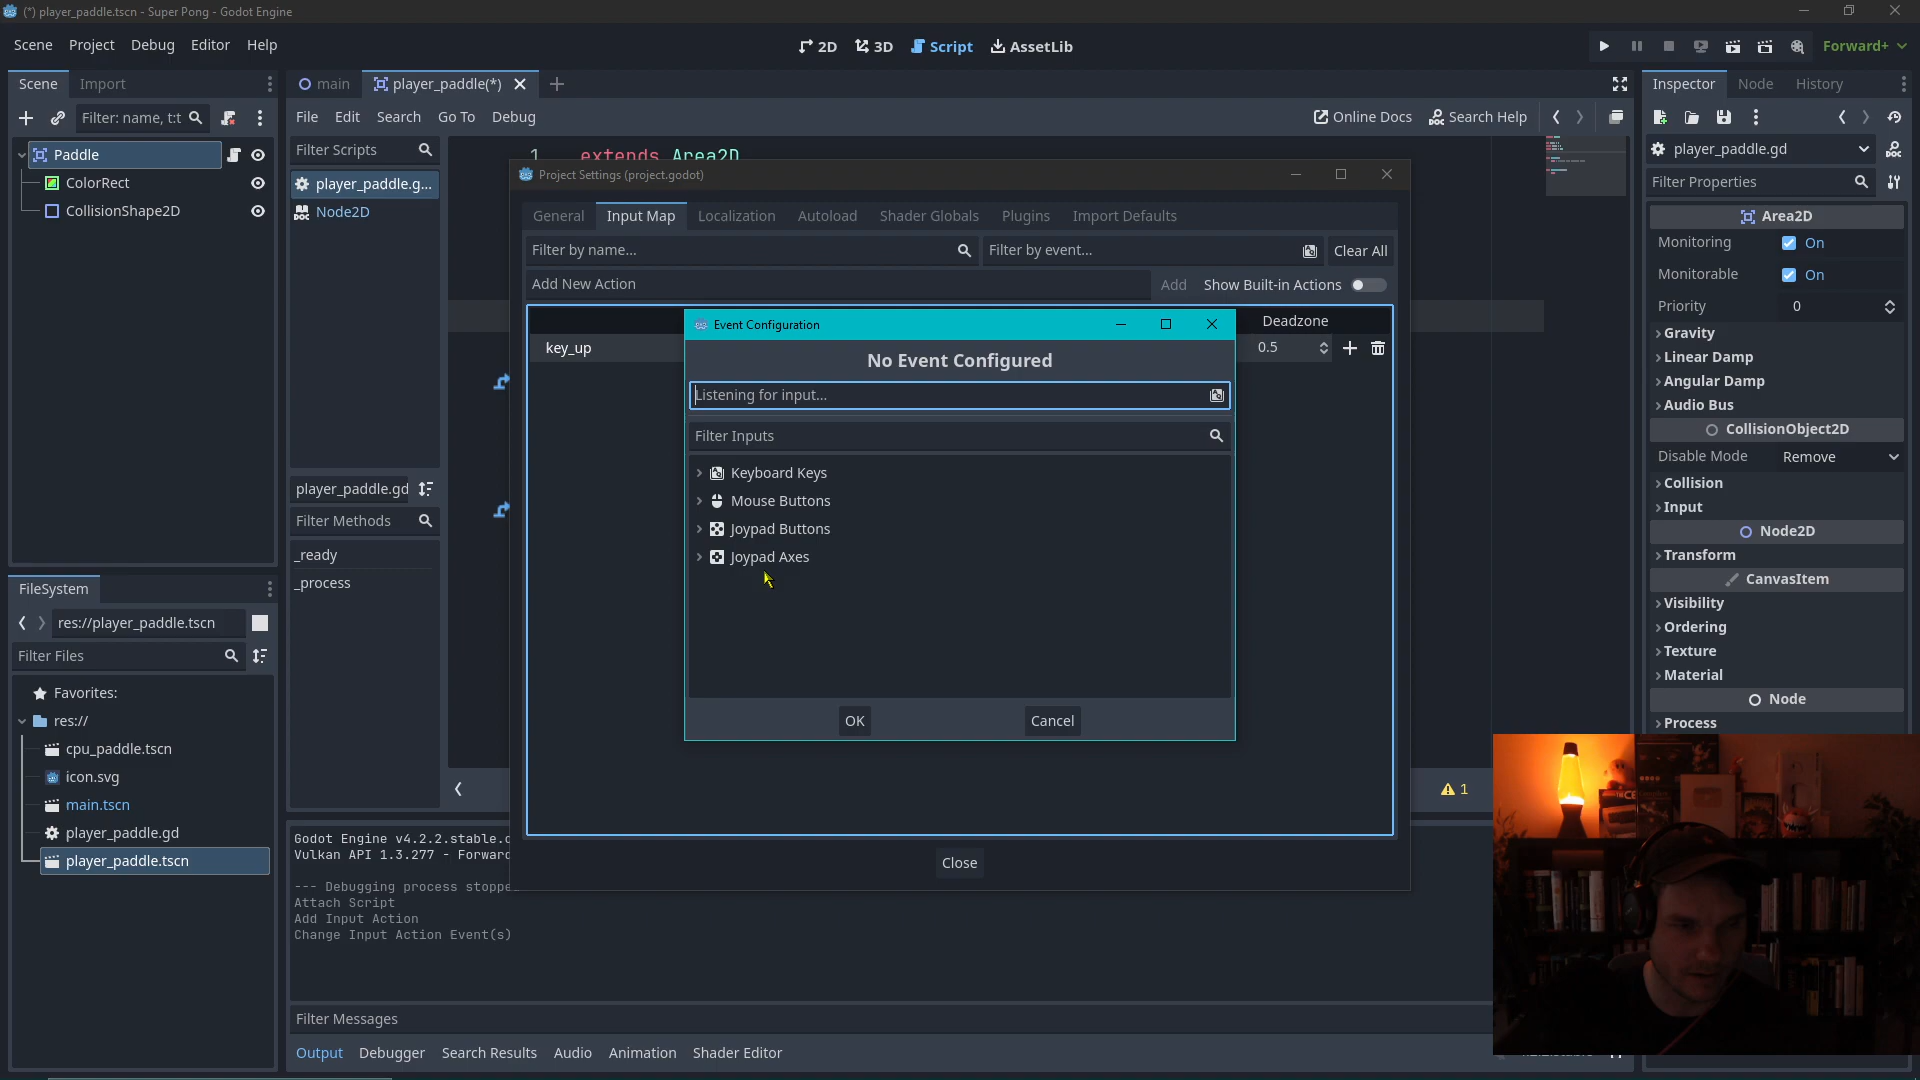 (*) player_paddle.tscn - Super Pong - Godot Engine
Scene Project Debug Editor Help
2D 3D Script AssetLib
Forward+
Scene Import
main player_paddle(*)
Inspector Node History
Filter: name, t:t
File Edit Search Go To Debug
Online Docs Search Help
Filter Scripts
player_paddle.g...
Node2D
Paddle
ColorRect
CollisionShape2D
1 extends Area2D
Project Settings (project.godot)
General Input Map Localization Autoload Shader Globals Plugins Import Defaults
Filter by name... Filter by event... Clear All
Add New Action Add Show Built-in Actions
Deadzone
key_up 0.5
Event Configuration
No Event Configured
Listening for input...
Filter Inputs
Keyboard Keys
Mouse Buttons
Joypad Buttons
Joypad Axes
OK Cancel
Close
player_paddle.gd
Filter Methods
_ready
_process
1
FileSystem
res://player_paddle.tscn
Filter Files
Favorites:
res://
cpu_paddle.tscn
icon.svg
main.tscn
player_paddle.gd
player_paddle.tscn
Godot Engine v4.2.2.stable.
Vulkan API 1.3.277 - Forward
--- Debugging process stoppe
Attach Script
Add Input Action
Change Input Action Event(s)
Filter Messages
Output Debugger Search Results Audio Animation Shader Editor
player_paddle.gd
Filter Properties
Area2D
Monitoring On
Monitorable On
Priority 0
Gravity
Linear Damp
Angular Damp
Audio Bus
CollisionObject2D
Disable Mode Remove
Collision
Input
Node2D
Transform
CanvasItem
Visibility
Ordering
Texture
Material
Node
Process